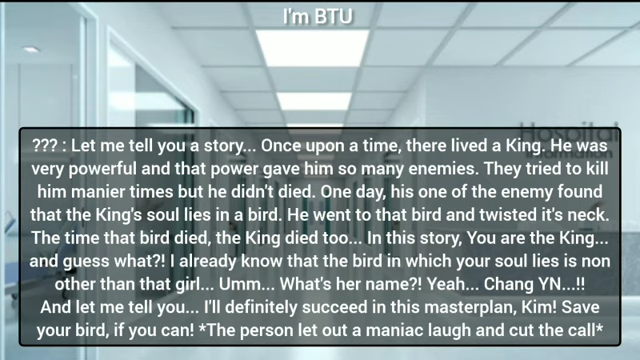 I'm BTU
Hospital
Information
??? : Let me tell you a story... Once upon a time, there lived a King. He was
very powerful and that power gave him so many enemies. They tried to kill
him manier times but he didn't died. One day, his one of the enemy found
that the King's soul lies in a bird. He went to that bird and twisted it's neck.
The time that bird died, the King died too... In this story, You are the King...
and guess what?! I already know that the bird in which your soul lies is non
other than that girl... Umm... What's her name?! Yeah... Chang YN...!!
And let me tell you... I'll definitely succeed in this masterplan, Kim! Save
your bird, if you can! *The person let out a maniac laugh and cut the call*